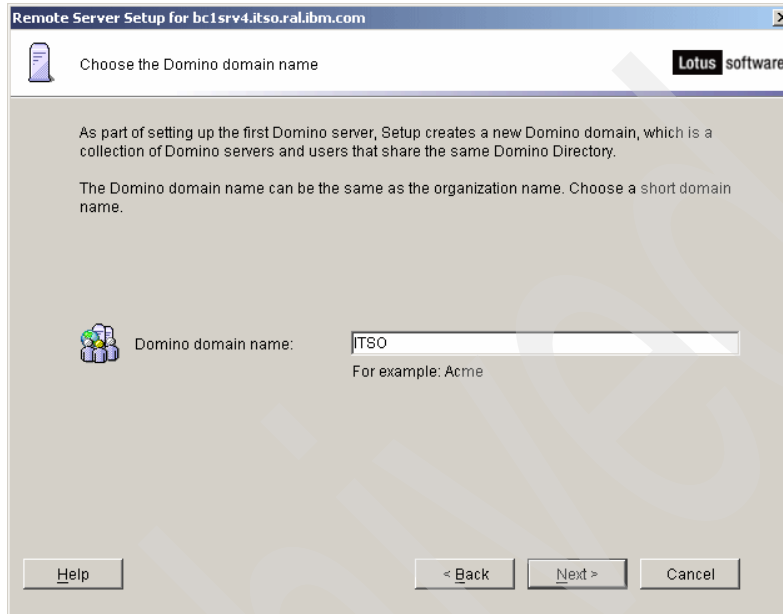 Remote Server Setup for bc1srv4.itso.ral.ibm.com
Choose the Domino domain name
Lotus software
As part of setting up the first Domino server, Setup creates a new Domino domain, which is a
collection of Domino servers and users that share the same Domino Directory.
The Domino domain name can be the same as the organization name. Choose a short domain
name.
Domino domain name:
ITSO
For example: Acme
Help
< Back
Next >
Cancel